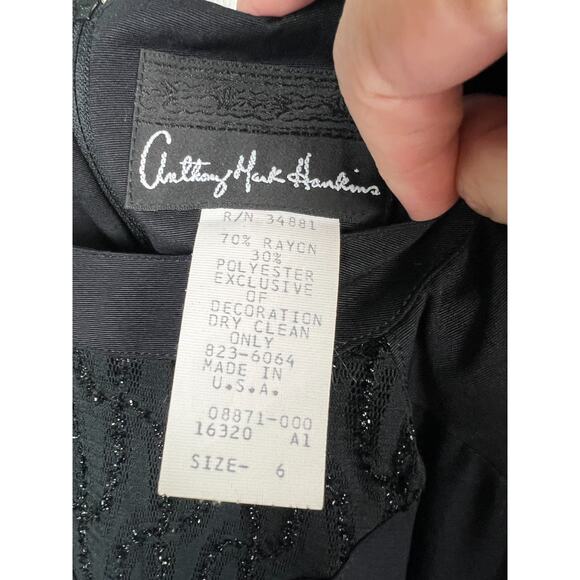 Anthony Mark Hankins
R/N 34881
70% RAYON
30%
POLYESTER
EXCLUSIVE
OF
DECORATION
DRY CLEAN
ONLY
823-6064
MADE IN
U.S.A.
08871-000
16320 A1
SIZE- 6